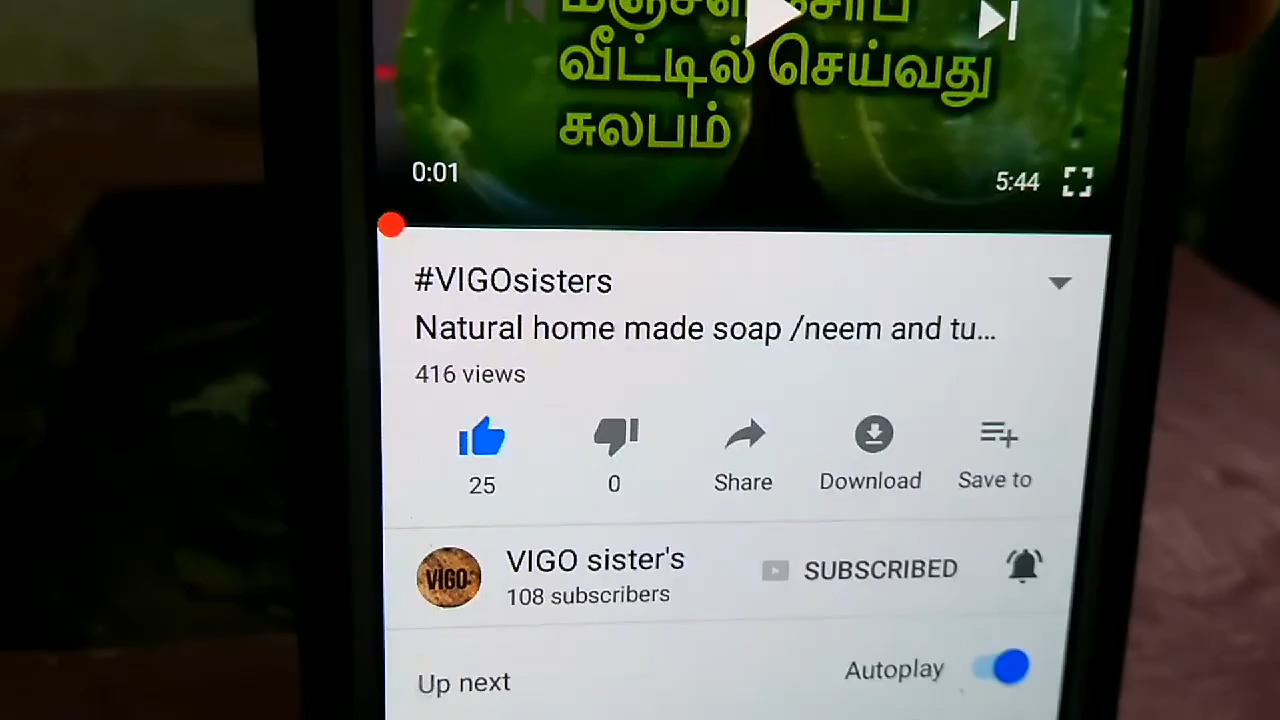 வீட்டில் செய்வது
சுலபம்
0:01
5:44
#VIGOsisters
Natural home made soap /neem and tu...
416 views
25
0
Share
Download
Save to
VIGO
VIGO sister's
108 subscribers
SUBSCRIBED
Up next
Autoplay